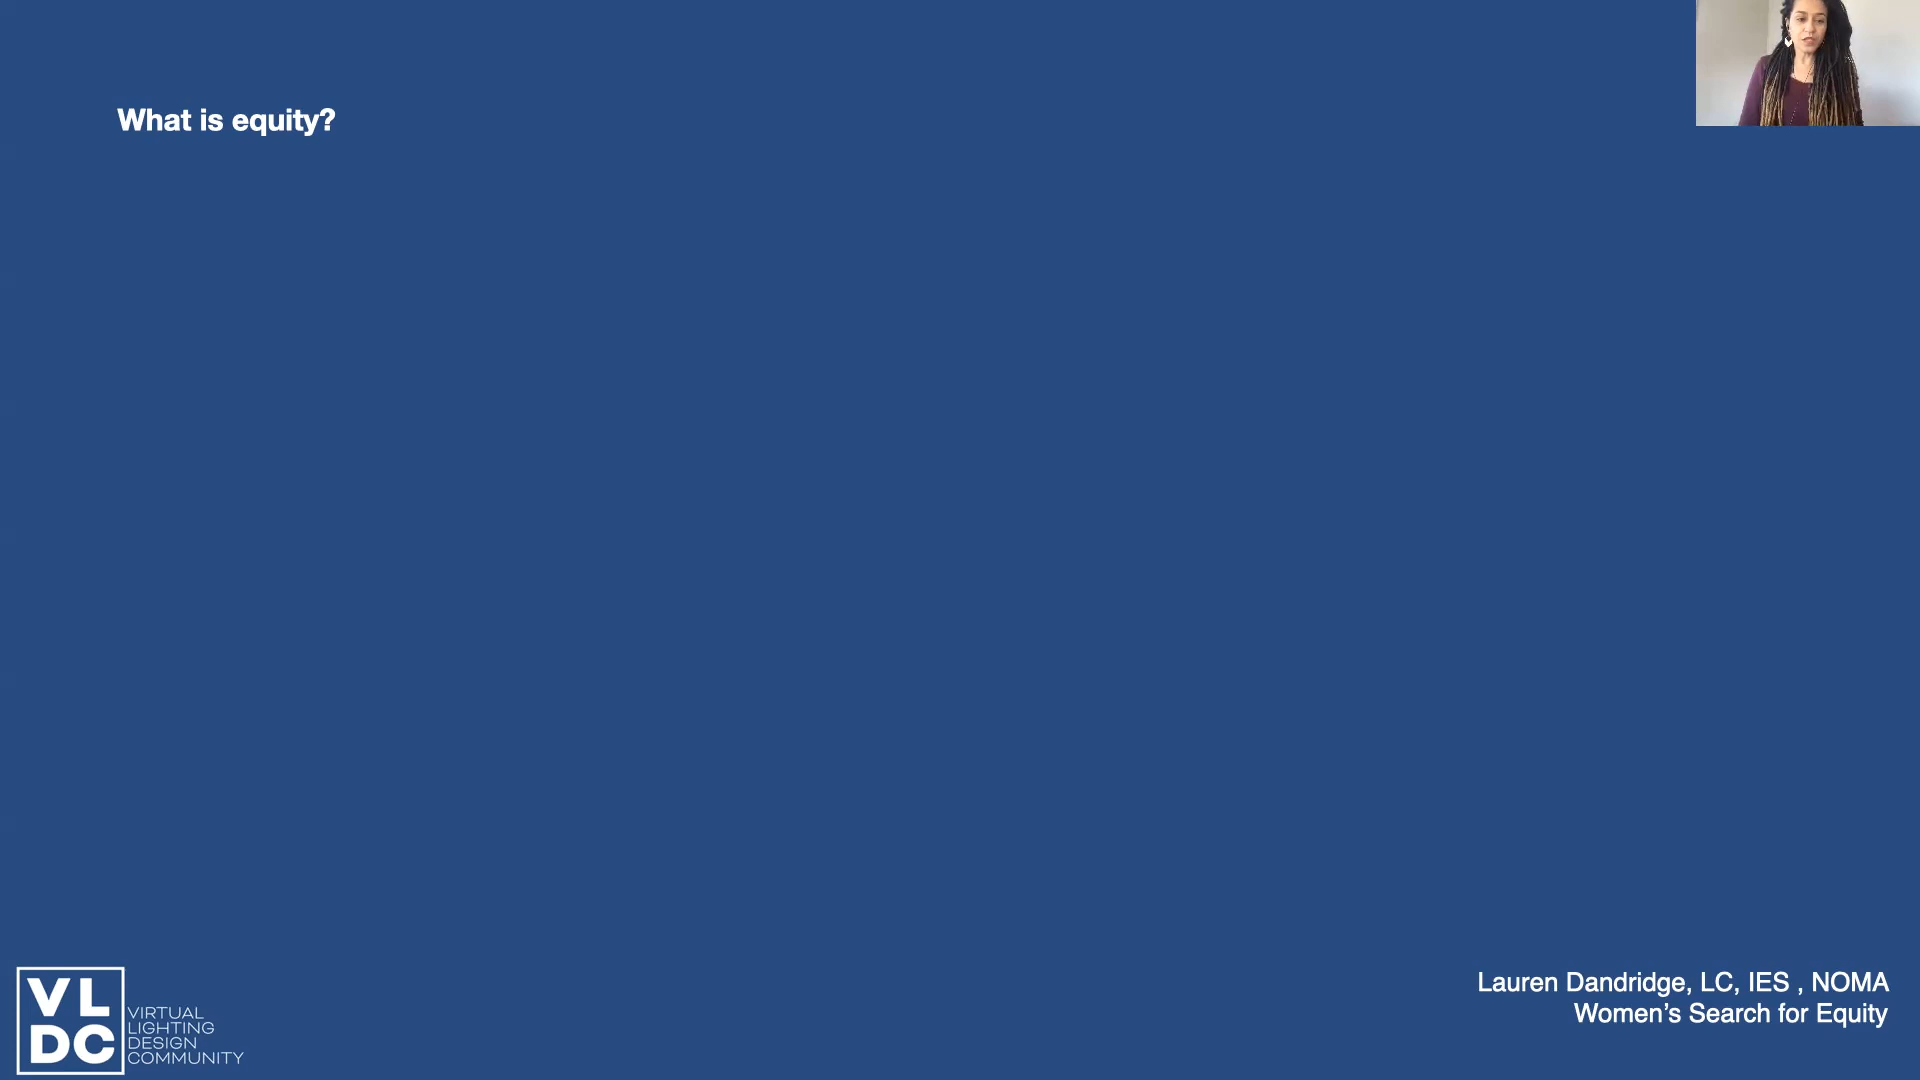 What is equity?
VL
DC
VIRTUAL
LIGHTING
DESIGN
COMMUNITY
Lauren Dandridge, LC, IES , NOMA
Women’s Search for Equity